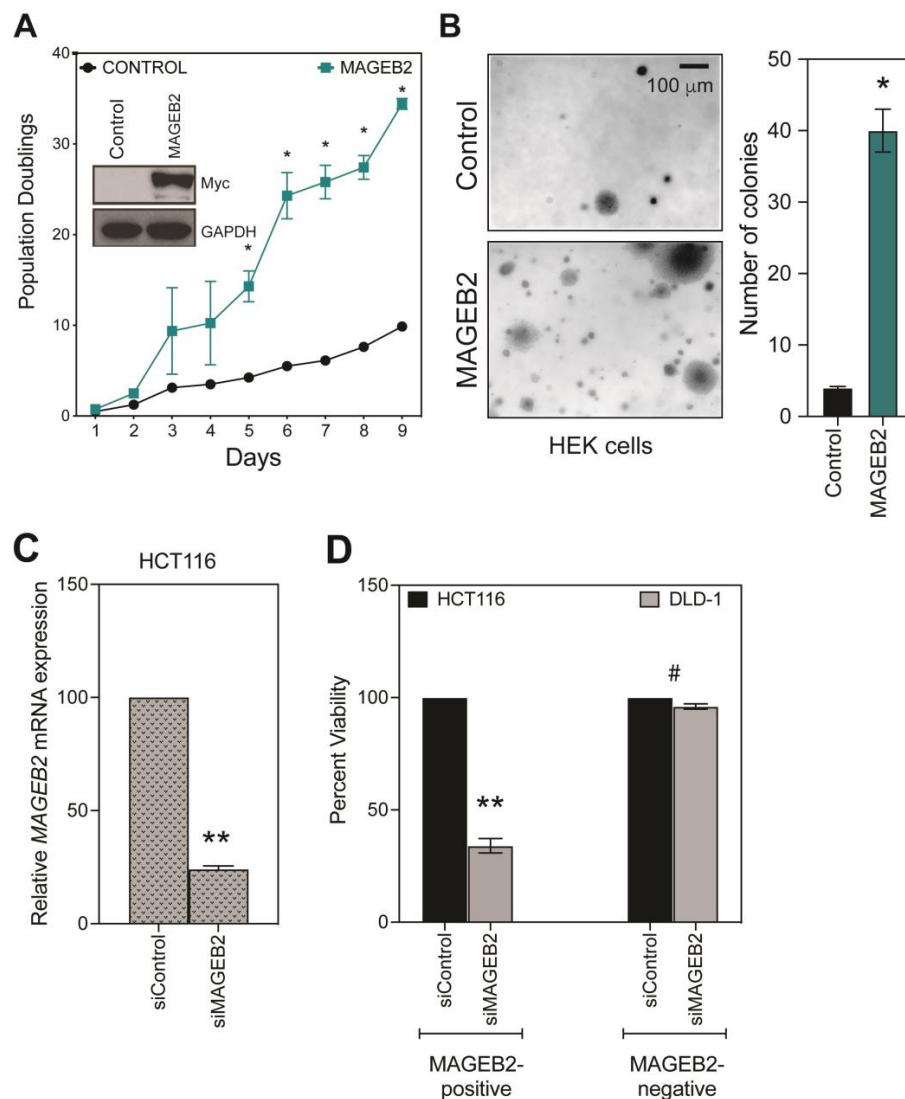 A
40
30
20
10
0
Population Doublings
CONTROL
MAGEB2
Control
MAGEB2
Myc
GAPDH
*
*
*
*
*
1 2 3 4 5 6 7 8 9
Days
B
Control
100 μm
MAGEB2
HEK cells
50
40
30
20
10
0
Number of colonies
*
Control
MAGEB2
C
HCT116
150
100
50
0
Relative MAGEB2 mRNA expression
**
siControl
siMAGEB2
D
150
100
50
0
Percent Viability
HCT116
DLD-1
**
#
siControl
siMAGEB2
siControl
siMAGEB2
MAGEB2-
positive
MAGEB2-
negative